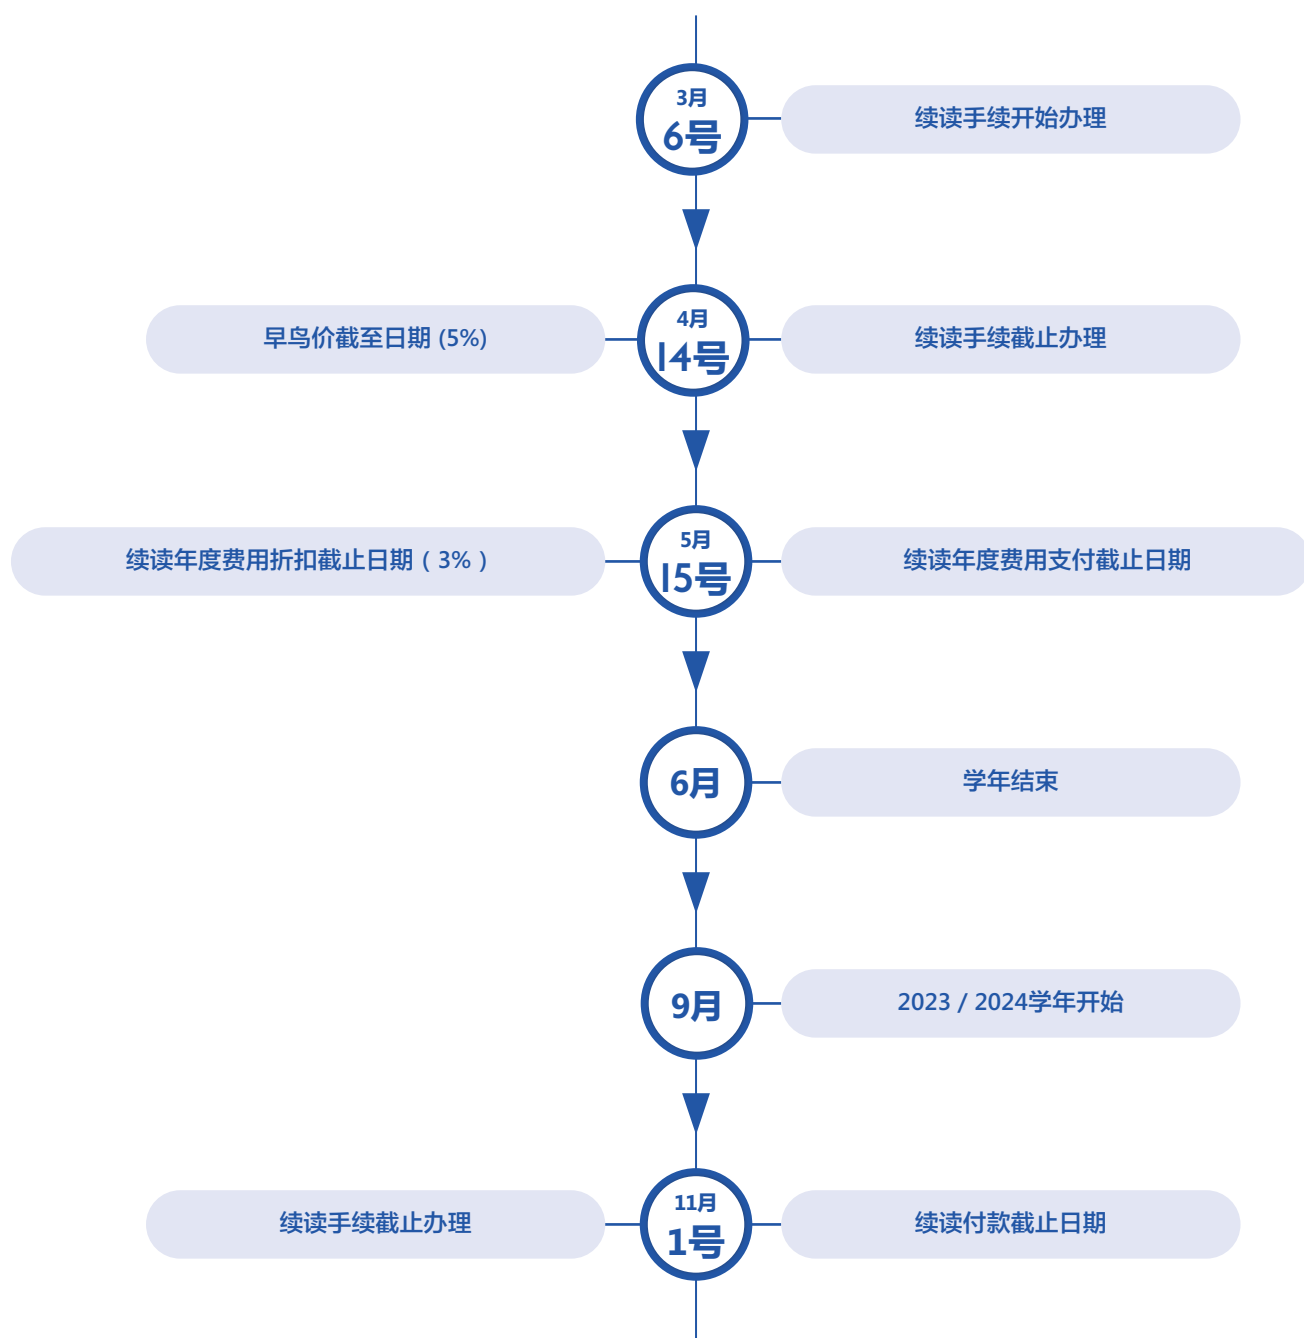 3月
6号
续读手续开始办理
早鸟价截至日期 (5%)
4月
14号
续读手续截止办理
续读年度费用折扣截止日期（3%）
5月
15号
续读年度费用支付截止日期
6月
学年结束
9月
2023 / 2024学年开始
续读手续截止办理
11月
1号
续读付款截止日期